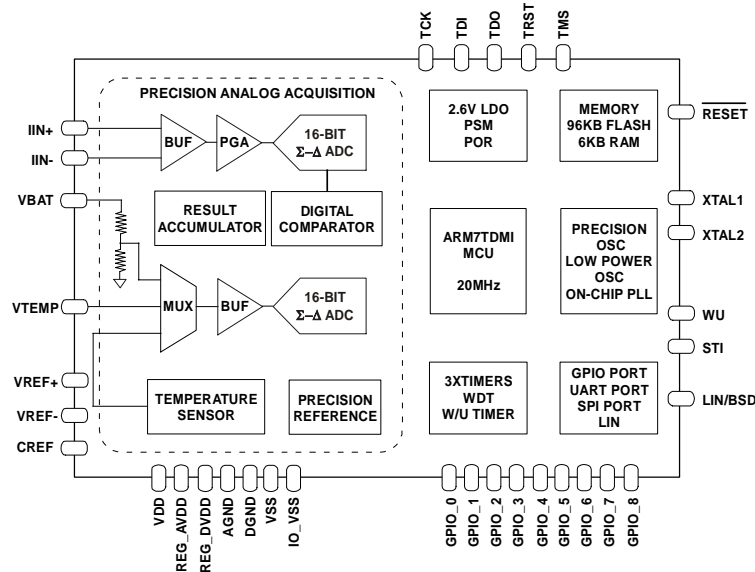 TCK
TDI
TDO
TRST
TMS
PRECISION ANALOG ACQUISITION
IIN+
IIN-
VBAT
VTEMP
VREF+
VREF-
CREF
BUF
PGA
16-BIT
Σ–Δ ADC
RESULT
ACCUMULATOR
DIGITAL
COMPARATOR
MUX
BUF
16-BIT
Σ–Δ ADC
TEMPERATURE
SENSOR
PRECISION
REFERENCE
2.6V LDO
PSM
POR
MEMORY
96KB FLASH
6KB RAM
ARM7TDMI
MCU
20MHz
PRECISION
OSC
LOW POWER
OSC
ON-CHIP PLL
3XTIMERS
WDT
W/U TIMER
GPIO PORT
UART PORT
SPI PORT
LIN
RESET
XTAL1
XTAL2
WU
STI
LIN/BSD
VDD
REG_AVDD
REG_DVDD
AGND
DGND
VSS
IO_VSS
GPIO_0
GPIO_1
GPIO_2
GPIO_3
GPIO_4
GPIO_5
GPIO_6
GPIO_7
GPIO_8